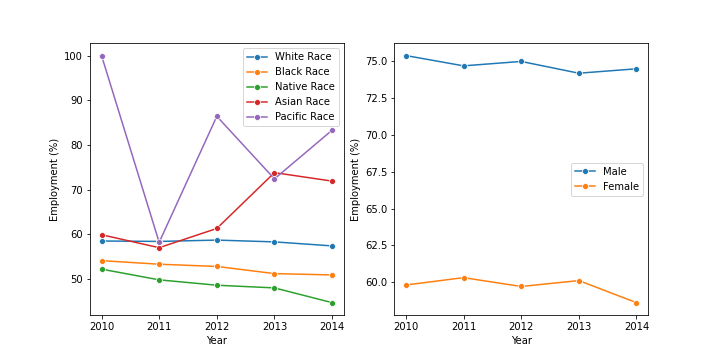 Employment (%)
100
90
80
70
60
50
White Race
Black Race
Native Race
Asian Race
Pacific Race
2010 2011 2012 2013 2014
Year
Employment (%)
75.0
72.5
70.0
67.5
65.0
62.5
60.0
Male
Female
2010 2011 2012 2013 2014
Year